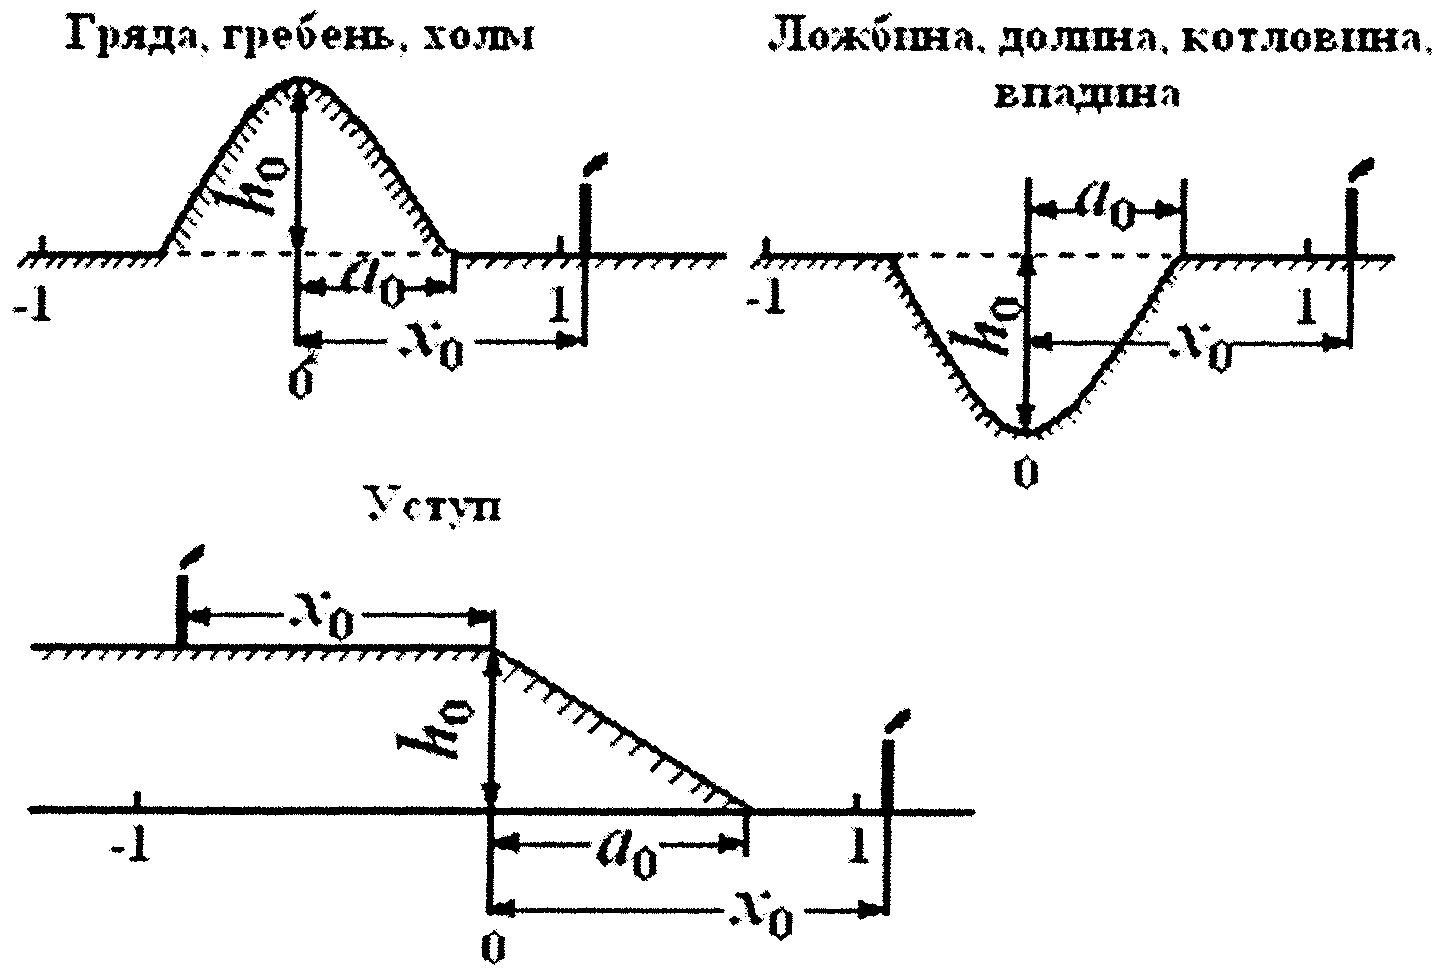 Гряда, гребень, холм
h₀
a₀
-1
1
x₀
0
Ложбина, долина, котловина,
впадина
a₀
h₀
-1
1
x₀
0
Уступ
x₀
h₀
-1
a₀
1
x₀
0